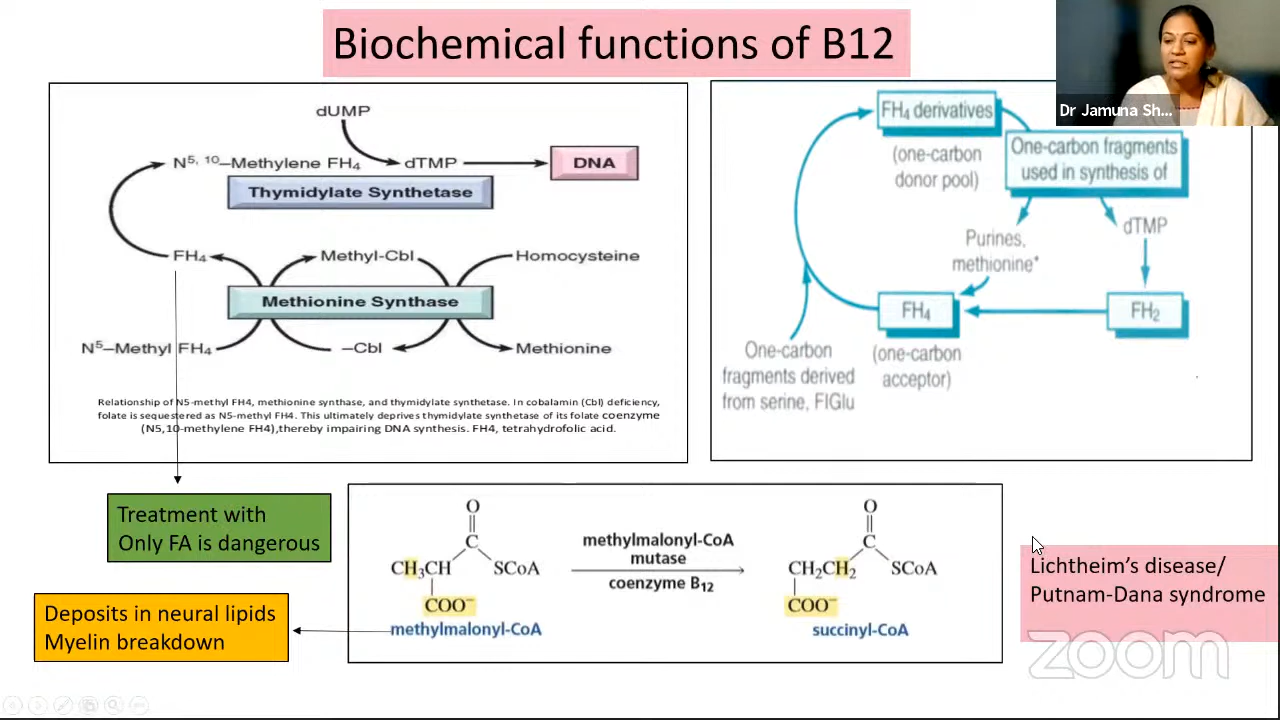 Biochemical functions of B12
Dr Jamuna Sh...
dUMP
N5, 10–Methylene FH4
dTMP
DNA
Thymidylate Synthetase
FH4
Methyl-Cbl
Homocysteine
Methionine Synthase
N5–Methyl FH4
–Cbl
Methionine
Relationship of N5-methyl FH4, methionine synthase, and thymidylate synthetase. In cobalamin (Cbl) deficiency,
folate is sequestered as N5-methyl FH4. This ultimately deprives thymidylate synthetase of its folate coenzyme
(N5,10-methylene FH4),thereby impairing DNA synthesis. FH4, tetrahydrofolic acid.
FH4 derivatives
(one-carbon
donor pool)
One-carbon fragments
used in synthesis of
Purines,
methionine*
dTMP
FH4
FH2
(one-carbon
acceptor)
One-carbon
fragments derived
from serine, FIGlu
Treatment with
Only FA is dangerous
Deposits in neural lipids
Myelin breakdown
O
C
CH3CH
SCoA
COO–
methylmalonyl-CoA
methylmalonyl-CoA
mutase
coenzyme B12
O
C
CH2CH2
SCoA
COO–
succinyl-CoA
Lichtheim's disease/
Putnam-Dana syndrome
zoom